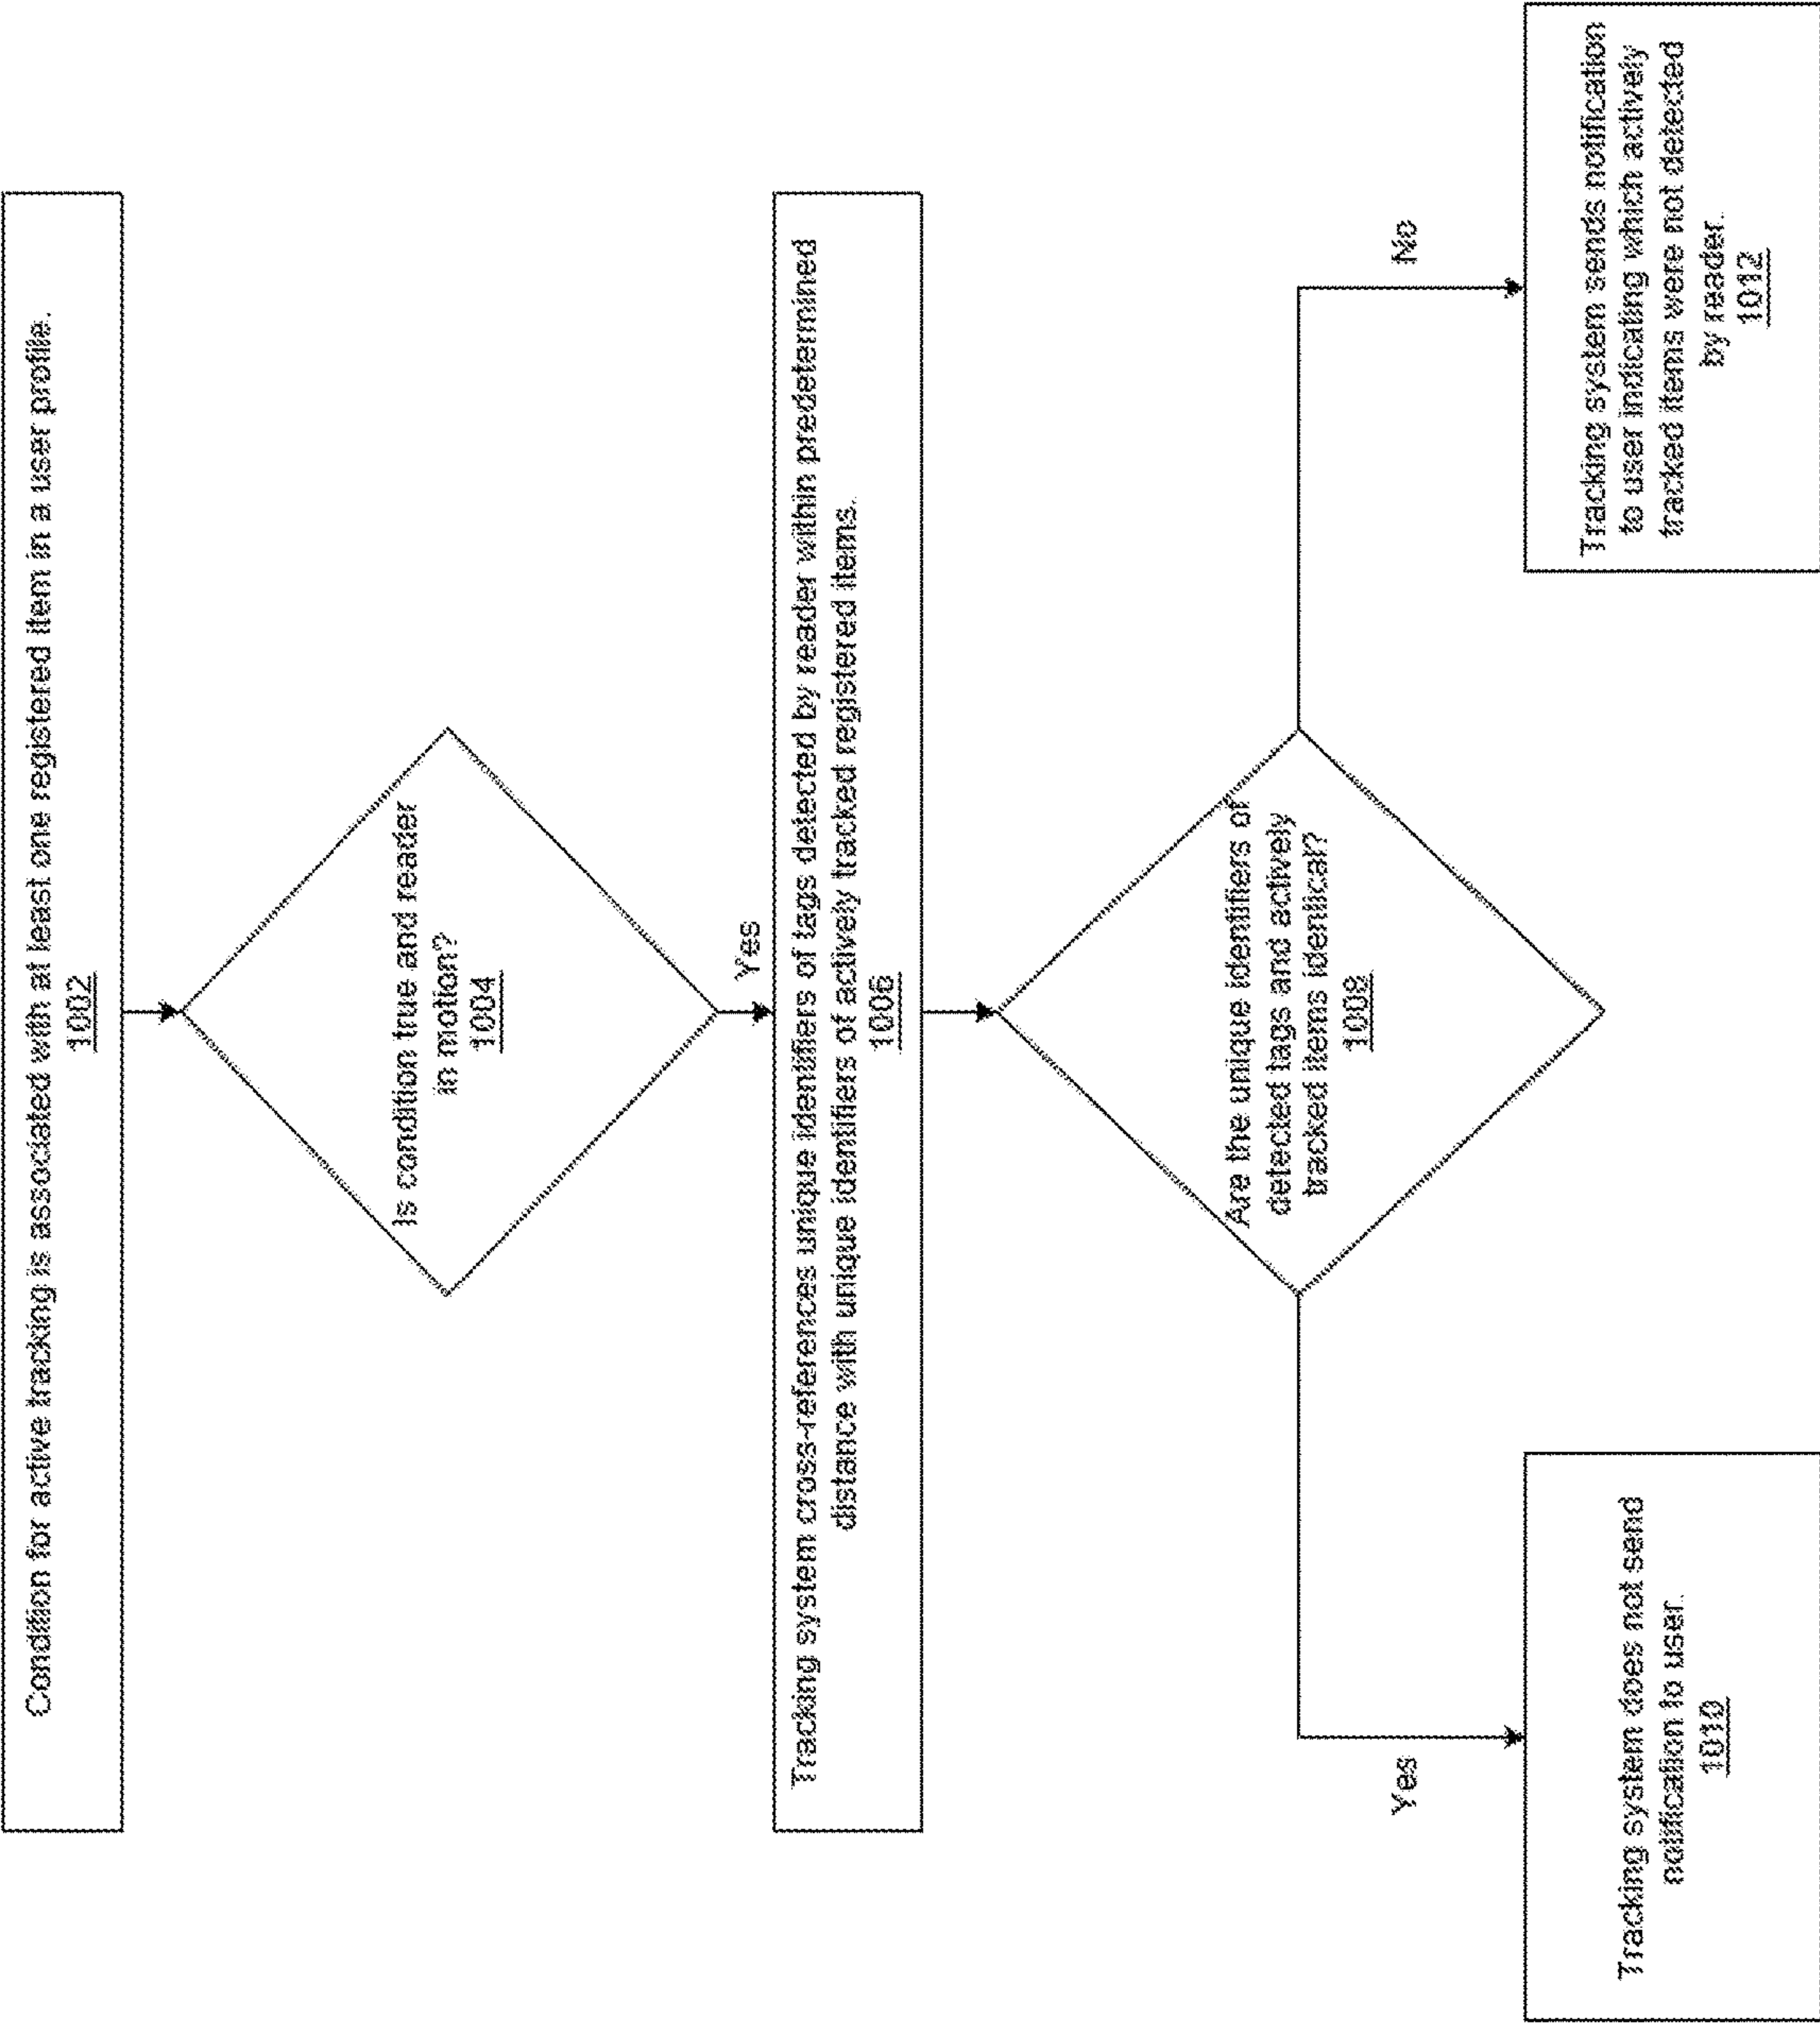 Condition for active tracking is associated with at least one registered item in a user profile.
1002
Is condition true and reader
in motion?
1004
Yes
Tracking system cross-references unique identifiers of tags detected by reader within predetermined
distance with unique identifiers of actively tracked registered items.
1006
Are the unique identifiers of
detected tags and actively
tracked items identical?
1008
Yes
No
Tracking system does not send
notification to user.
1010
Tracking system sends notification
to user indicating which actively
tracked items were not detected
by reader.
1012